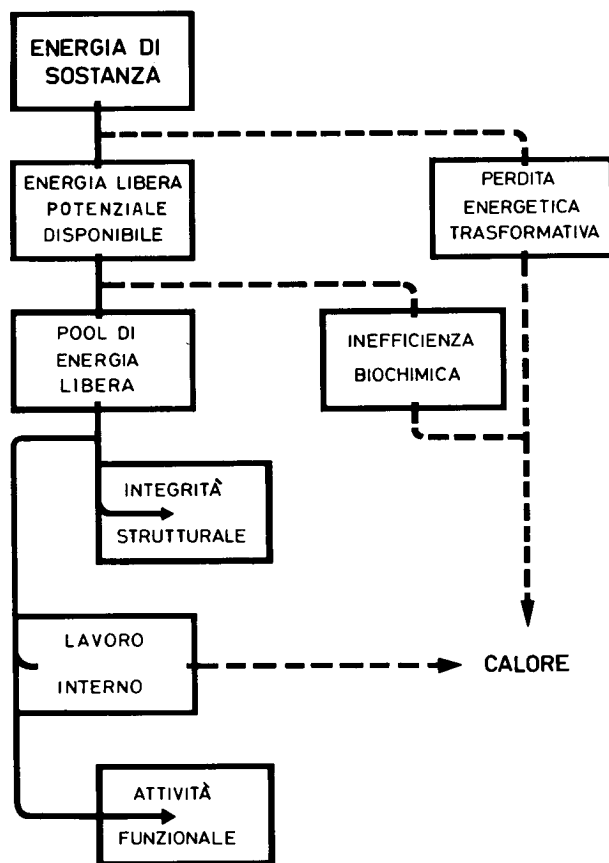 ENERGIA DI
SOSTANZA
ENERGIA LIBERA
POTENZIALE
DISPONIBILE
PERDITA
ENERGETICA
TRASFORMATIVA
POOL DI
ENERGIA
LIBERA
INEFFICIENZA
BIOCHIMICA
INTEGRITÀ
STRUTTURALE
LAVORO
INTERNO
CALORE
ATTIVITÀ
FUNZIONALE